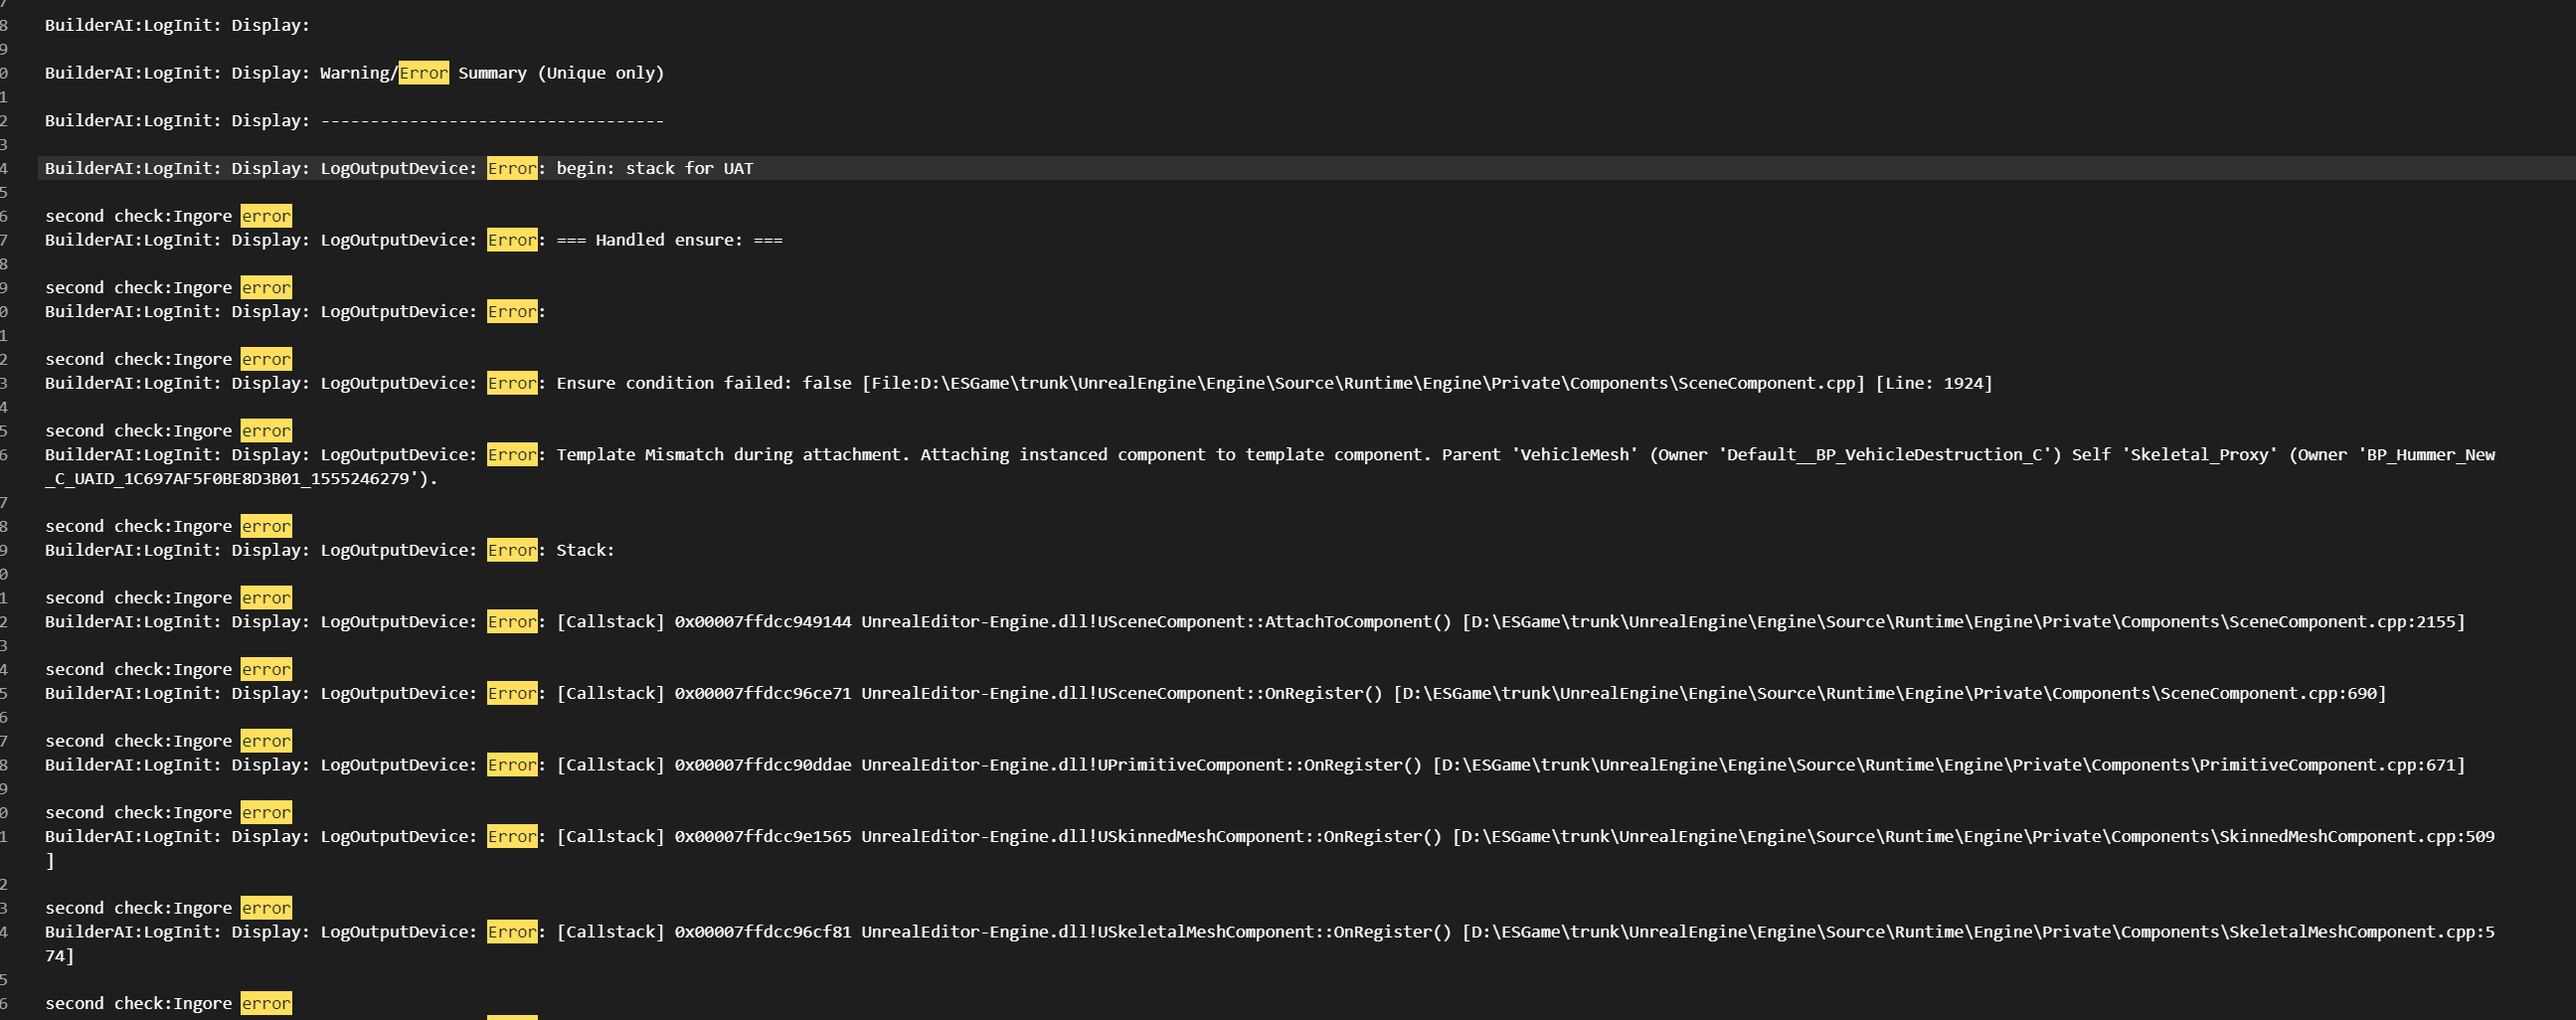 8 BuilderAI:LogInit: Display:
9
0 BuilderAI:LogInit: Display: Warning/Error Summary (Unique only)
1
2 BuilderAI:LogInit: Display: -----------------------------------
3
4 BuilderAI:LogInit: Display: LogOutputDevice: Error: begin: stack for UAT
5
6 second check:Ingore error
7 BuilderAI:LogInit: Display: LogOutputDevice: Error: === Handled ensure: ===
8
9 second check:Ingore error
0 BuilderAI:LogInit: Display: LogOutputDevice: Error:
1
2 second check:Ingore error
3 BuilderAI:LogInit: Display: LogOutputDevice: Error: Ensure condition failed: false [File:D:\ESGame\trunk\UnrealEngine\Engine\Source\Runtime\Engine\Private\Components\SceneComponent.cpp] [Line: 1924]
4
5 second check:Ingore error
6 BuilderAI:LogInit: Display: LogOutputDevice: Error: Template Mismatch during attachment. Attaching instanced component to template component. Parent 'VehicleMesh' (Owner 'Default__BP_VehicleDestruction_C') Self 'Skeletal_Proxy' (Owner 'BP_Hummer_New
_C_UAID_1C697AF5F0BE8D3B01_1555246279').
7
8 second check:Ingore error
9 BuilderAI:LogInit: Display: LogOutputDevice: Error: Stack:
0
1 second check:Ingore error
2 BuilderAI:LogInit: Display: LogOutputDevice: Error: [Callstack] 0x00007ffdcc949144 UnrealEditor-Engine.dll!USceneComponent::AttachToComponent() [D:\ESGame\trunk\UnrealEngine\Engine\Source\Runtime\Engine\Private\Components\SceneComponent.cpp:2155]
3
4 second check:Ingore error
5 BuilderAI:LogInit: Display: LogOutputDevice: Error: [Callstack] 0x00007ffdcc96ce71 UnrealEditor-Engine.dll!USceneComponent::OnRegister() [D:\ESGame\trunk\UnrealEngine\Engine\Source\Runtime\Engine\Private\Components\SceneComponent.cpp:690]
6
7 second check:Ingore error
8 BuilderAI:LogInit: Display: LogOutputDevice: Error: [Callstack] 0x00007ffdcc90ddae UnrealEditor-Engine.dll!UPrimitiveComponent::OnRegister() [D:\ESGame\trunk\UnrealEngine\Engine\Source\Runtime\Engine\Private\Components\PrimitiveComponent.cpp:671]
9
0 second check:Ingore error
1 BuilderAI:LogInit: Display: LogOutputDevice: Error: [Callstack] 0x00007ffdcc9e1565 UnrealEditor-Engine.dll!USkinnedMeshComponent::OnRegister() [D:\ESGame\trunk\UnrealEngine\Engine\Source\Runtime\Engine\Private\Components\SkinnedMeshComponent.cpp:509
]
2
3 second check:Ingore error
4 BuilderAI:LogInit: Display: LogOutputDevice: Error: [Callstack] 0x00007ffdcc96cf81 UnrealEditor-Engine.dll!USkeletalMeshComponent::OnRegister() [D:\ESGame\trunk\UnrealEngine\Engine\Source\Runtime\Engine\Private\Components\SkeletalMeshComponent.cpp:5
74]
5
6 second check:Ingore error